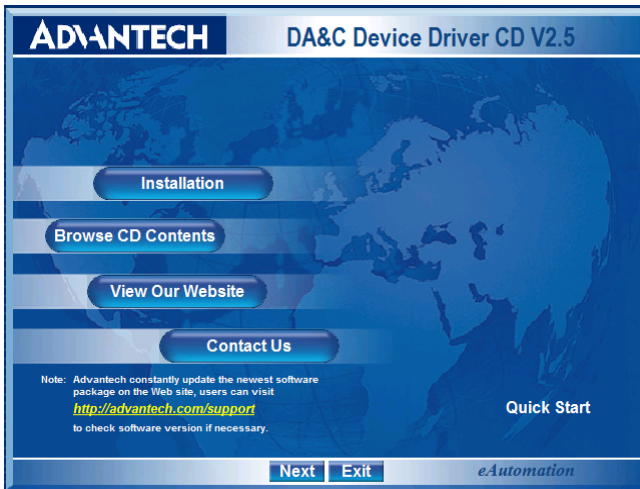 ADVANTECH
DA&C Device Driver CD V2.5
Installation
Browse CD Contents
View Our Website
Contact Us
Note: Advantech constantly update the newest software
package on the Web site, users can visit
http://advantech.com/support
to check software version if necessary.
Quick Start
Next Exit
eAutomation